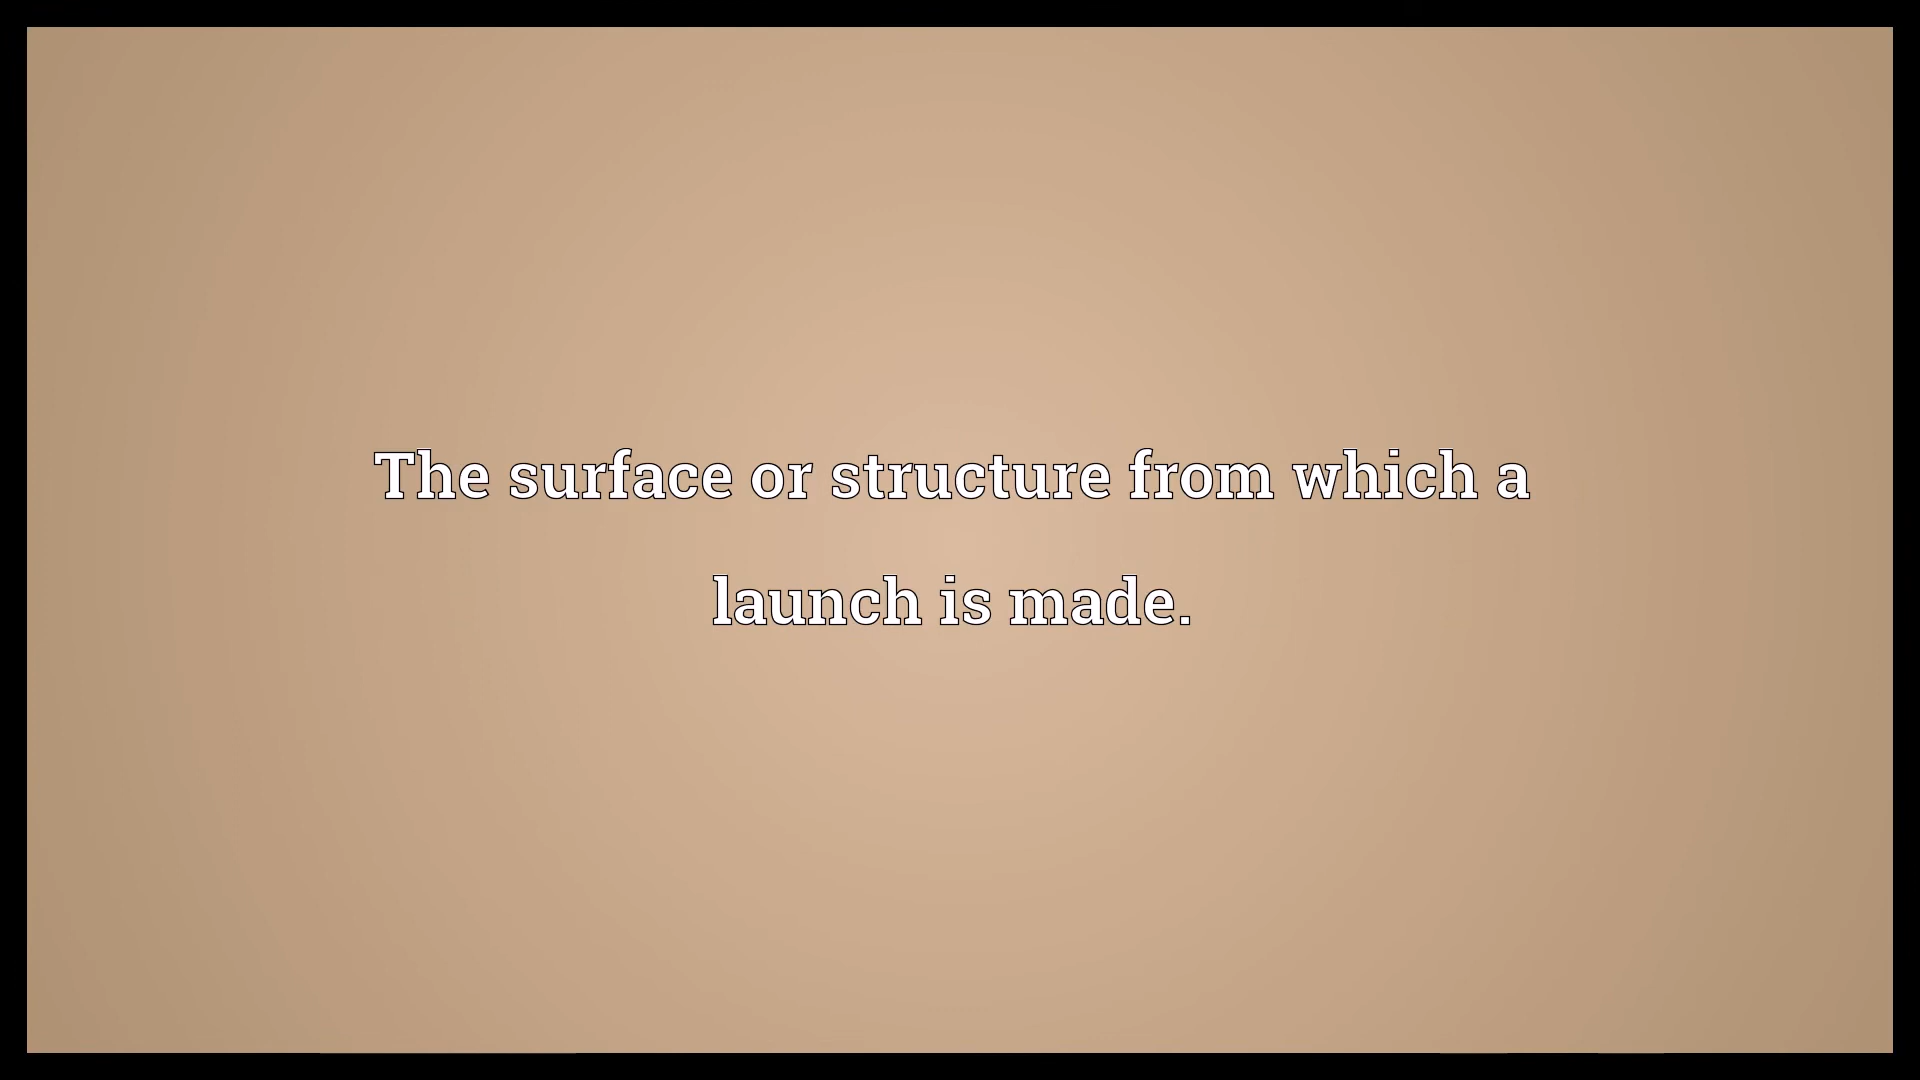 The surface or structure from which a
launch is made.